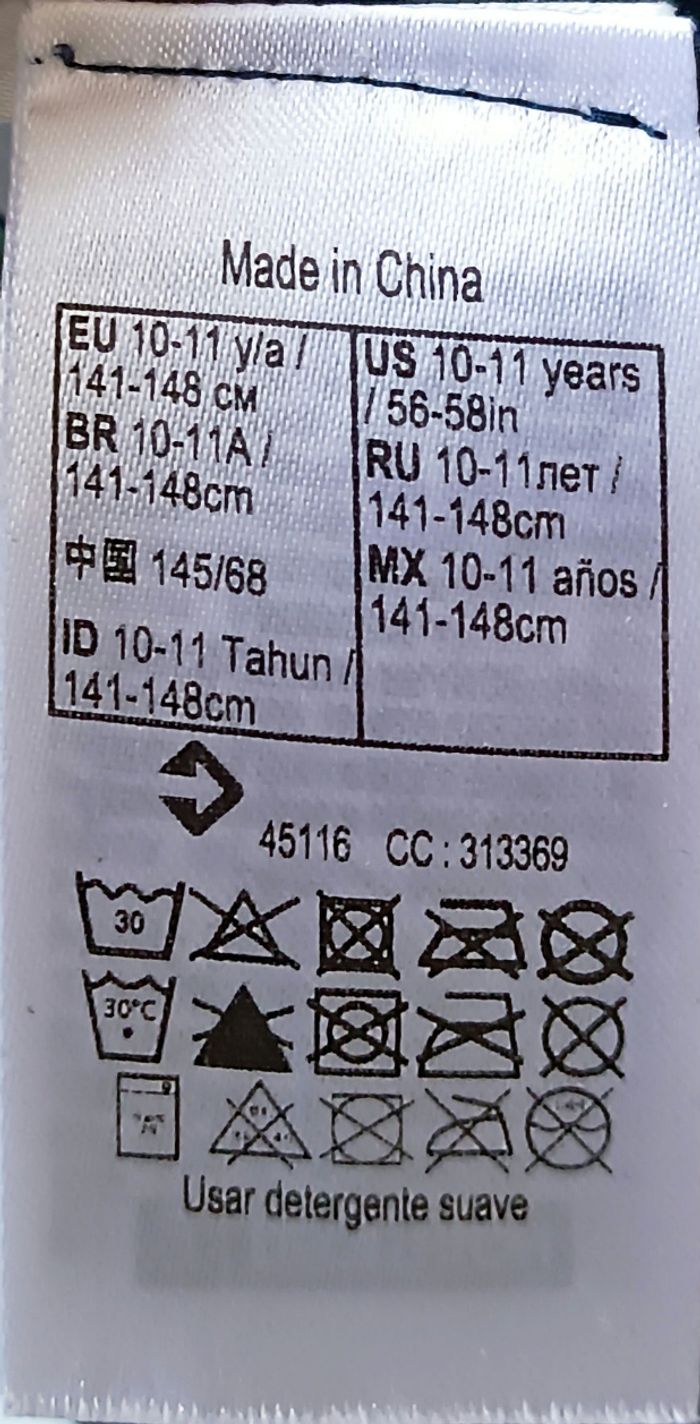 Made in China
EU 10-11 y/a /
141-148 см
BR 10-11A /
141-148cm
中国 145/68
ID 10-11 Tahun /
141-148cm
US 10-11 years
/ 56-58in
RU 10-11лет /
141-148cm
MX 10-11 años /
141-148cm
45116 CC : 313369
30
30°C
Usar detergente suave